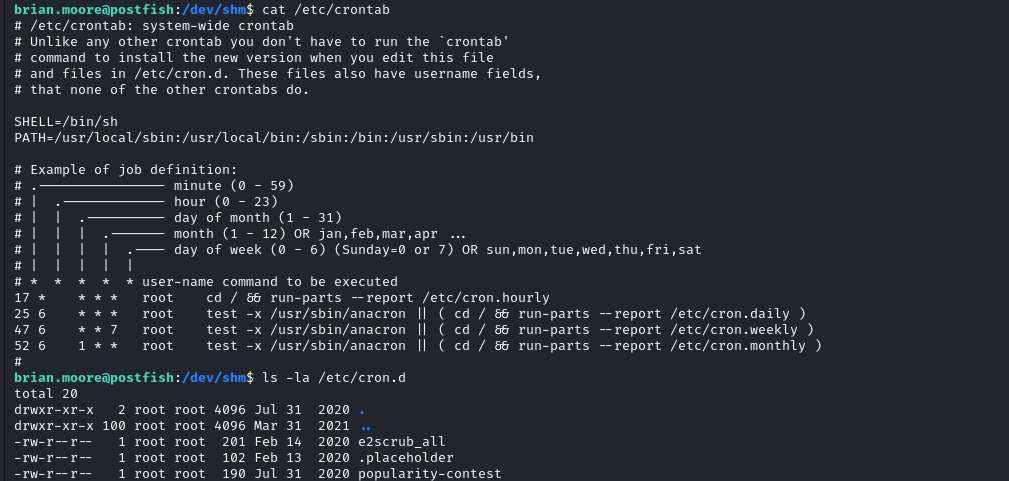 brian.moore@postfish:/dev/shm$ cat /etc/crontab
# /etc/crontab: system-wide crontab
# Unlike any other crontab you don't have to run the `crontab'
# command to install the new version when you edit this file
# and files in /etc/cron.d. These files also have username fields,
# that none of the other crontabs do.

SHELL=/bin/sh
PATH=/usr/local/sbin:/usr/local/bin:/sbin:/bin:/usr/sbin:/usr/bin

# Example of job definition:
# .---------------- minute (0 - 59)
# |  .------------- hour (0 - 23)
# |  |  .---------- day of month (1 - 31)
# |  |  |  .------- month (1 - 12) OR jan,feb,mar,apr ...
# |  |  |  |  .---- day of week (0 - 6) (Sunday=0 or 7) OR sun,mon,tue,wed,thu,fri,sat
# |  |  |  |  |
# *  *  *  *  * user-name command to be executed
17 *    * * *   root    cd / && run-parts --report /etc/cron.hourly
25 6    * * *   root    test -x /usr/sbin/anacron || ( cd / && run-parts --report /etc/cron.daily )
47 6    * * 7   root    test -x /usr/sbin/anacron || ( cd / && run-parts --report /etc/cron.weekly )
52 6    1 * *   root    test -x /usr/sbin/anacron || ( cd / && run-parts --report /etc/cron.monthly )
#
brian.moore@postfish:/dev/shm$ ls -la /etc/cron.d
total 20
drwxr-xr-x   2 root root 4096 Jul 31  2020 .
drwxr-xr-x 100 root root 4096 Mar 31  2021 ..
-rw-r--r--   1 root root  201 Feb 14  2020 e2scrub_all
-rw-r--r--   1 root root  102 Feb 13  2020 .placeholder
-rw-r--r--   1 root root  190 Jul 31  2020 popularity-contest